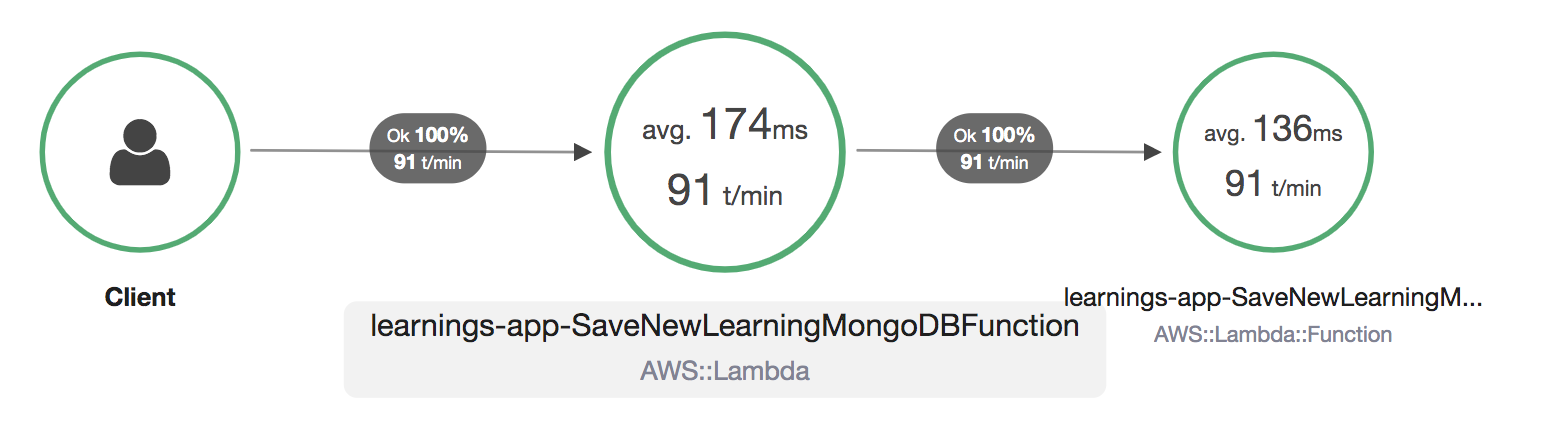 Client
Ok 100%
91 t/min
avg. 174ms
91 t/min
learnings-app-SaveNewLearningMongoDBFunction
AWS::Lambda
Ok 100%
91 t/min
avg. 136ms
91 t/min
learnings-app-SaveNewLearningM...
AWS::Lambda::Function